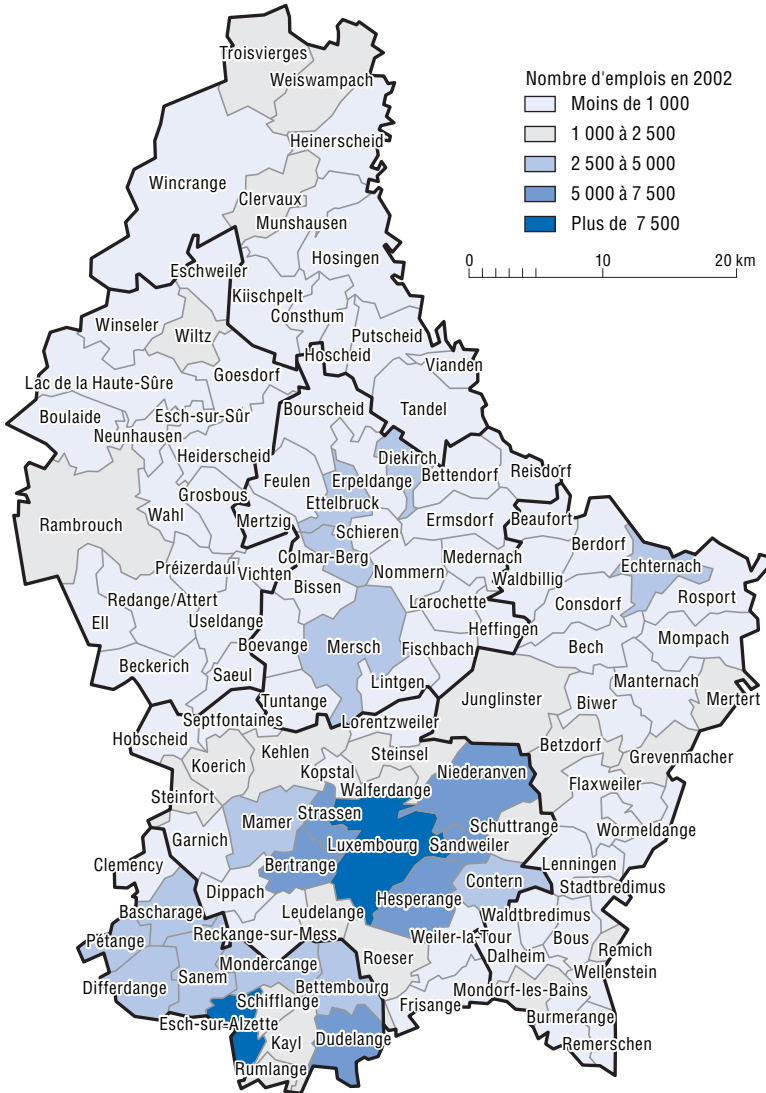 Troisvierges
Weiswampach
Nombre d'emplois en 2002
Moins de 1 000
1 000 à 2 500
2 500 à 5 000
5 000 à 7 500
Plus de 7 500
0 10 20 km
Heinerscheid
Wincrange
Clervaux
Munshausen
Hosingen
Eschweiler
Kiischpelt
Consthum
Winseler
Wiltz
Putscheid
Hoscheid
Vianden
Goesdorf
Lac de la Haute-Sûre
Tandel
Boulaide
Esch-sur-Sûr
Bourscheid
Neunhausen
Heiderscheid
Diekirch
Bettendorf
Reisdorf
Feulen
Erpeldange
Grosbous
Ettelbruck
Rambrouch
Wahl
Mertzig
Schieren
Ermsdorf
Beaufort
Berdorf
Colmar-Berg
Medernach
Echternach
Préizerdaul
Vichten
Nommern
Waldbillig
Bissen
Redange/Attert
Larochette
Consdorf
Rosport
Ell
Useldange
Heffingen
Mompach
Boevange
Mersch
Fischbach
Bech
Beckerich
Saeul
Lintgen
Manternach
Junglinster
Biwer
Mertert
Tuntange
Septfontaines
Lorentzweiler
Hobscheid
Kehlen
Steinsel
Betzdorf
Grevenmacher
Koerich
Kopstal
Niederanven
Walferdange
Flaxweiler
Steinfort
Strassen
Mamer
Schuttrange
Wormeldange
Garnich
Luxembourg
Sandweiler
Clemency
Bertrange
Lenningen
Contern
Stadtbredimus
Dippach
Hesperange
Bascharage
Leudelange
Waldtbredimus
Pétange
Reckange-sur-Mess
Weiler-la-Tour
Bous
Remich
Roeser
Dalheim
Mondercange
Wellenstein
Sanem
Differdange
Bettembourg
Mondorf-les-Bains
Schifflange
Frisange
Burmerange
Esch-sur-Alzette
Kayl
Dudelange
Remerschen
Rumlange